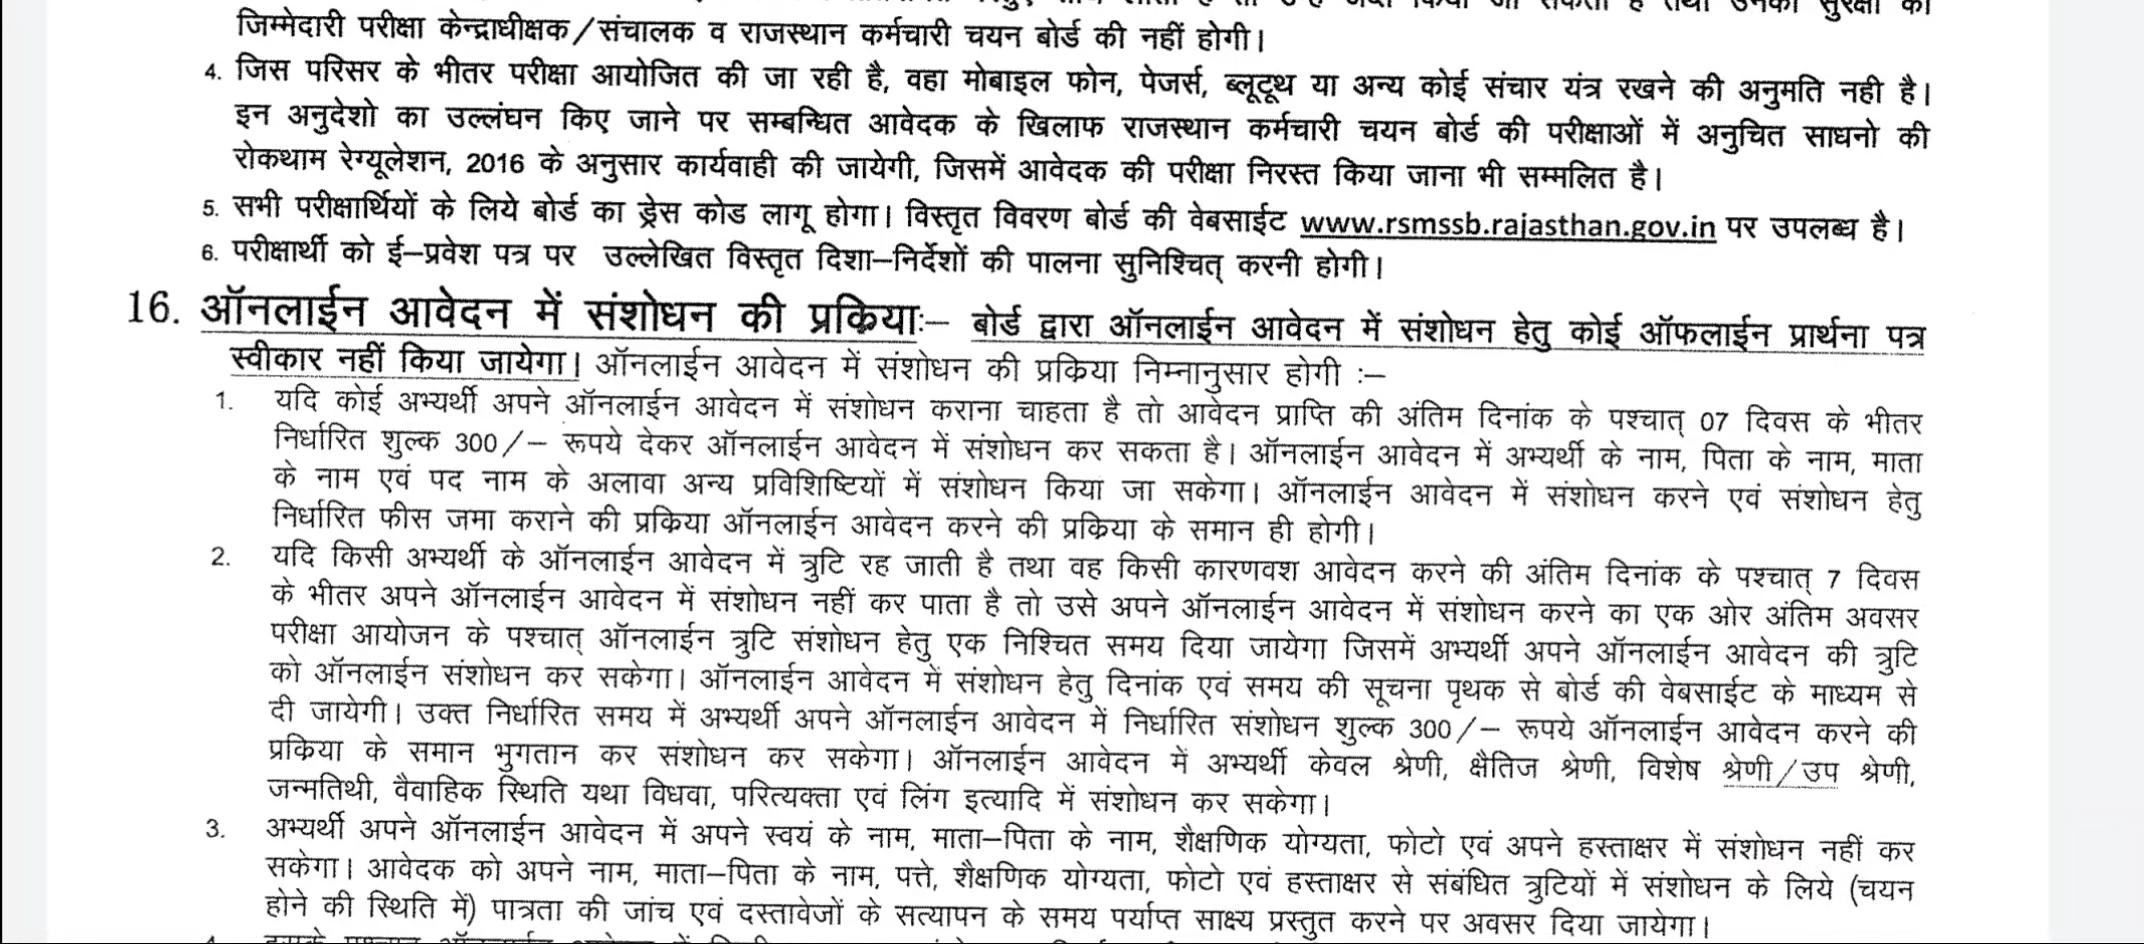 जिम्मेदारी परीक्षा केन्द्राधीक्षक/संचालक व राजस्थान कर्मचारी चयन बोर्ड की नहीं होगी।
4. जिस परिसर के भीतर परीक्षा आयोजित की जा रही है, वहा मोबाइल फोन, पेजर्स, ब्लूटूथ या अन्य कोई संचार यंत्र रखने की अनुमति नही है।
इन अनुदेशो का उल्लंघन किए जाने पर सम्बन्धित आवेदक के खिलाफ राजस्थान कर्मचारी चयन बोर्ड की परीक्षाओं में अनुचित साधनो की
रोकथाम रेग्यूलेशन, 2016 के अनुसार कार्यवाही की जायेगी, जिसमें आवेदक की परीक्षा निरस्त किया जाना भी सम्मलित है।
5. सभी परीक्षार्थियों के लिये बोर्ड का ड्रेस कोड लागू होगा। विस्तृत विवरण बोर्ड की वेबसाईट www.rsmssb.rajasthan.gov.in पर उपलब्ध है।
6. परीक्षार्थी को ई–प्रवेश पत्र पर उल्लेखित विस्तृत दिशा–निर्देशों की पालना सुनिश्चित् करनी होगी।
16. ऑनलाईन आवेदन में संशोधन की प्रक्रियाः– बोर्ड द्वारा ऑनलाईन आवेदन में संशोधन हेतु कोई ऑफलाईन प्रार्थना पत्र
स्वीकार नहीं किया जायेगा। ऑनलाईन आवेदन में संशोधन की प्रक्रिया निम्नानुसार होगी :–
1. यदि कोई अभ्यर्थी अपने ऑनलाईन आवेदन में संशोधन कराना चाहता है तो आवेदन प्राप्ति की अंतिम दिनांक के पश्चात् 07 दिवस के भीतर
निर्धारित शुल्क 300/– रूपये देकर ऑनलाईन आवेदन में संशोधन कर सकता है। ऑनलाईन आवेदन में अभ्यर्थी के नाम, पिता के नाम, माता
के नाम एवं पद नाम के अलावा अन्य प्रविशिष्टियों में संशोधन किया जा सकेगा। ऑनलाईन आवेदन में संशोधन करने एवं संशोधन हेतु
निर्धारित फीस जमा कराने की प्रक्रिया ऑनलाईन आवेदन करने की प्रक्रिया के समान ही होगी।
2. यदि किसी अभ्यर्थी के ऑनलाईन आवेदन में त्रुटि रह जाती है तथा वह किसी कारणवश आवेदन करने की अंतिम दिनांक के पश्चात् 7 दिवस
के भीतर अपने ऑनलाईन आवेदन में संशोधन नहीं कर पाता है तो उसे अपने ऑनलाईन आवेदन में संशोधन करने का एक ओर अंतिम अवसर
परीक्षा आयोजन के पश्चात् ऑनलाईन त्रुटि संशोधन हेतु एक निश्चित समय दिया जायेगा जिसमें अभ्यर्थी अपने ऑनलाईन आवेदन की त्रुटि
को ऑनलाईन संशोधन कर सकेगा। ऑनलाईन आवेदन में संशोधन हेतु दिनांक एवं समय की सूचना पृथक से बोर्ड की वेबसाईट के माध्यम से
दी जायेगी। उक्त निर्धारित समय में अभ्यर्थी अपने ऑनलाईन आवेदन में निर्धारित संशोधन शुल्क 300/– रूपये ऑनलाईन आवेदन करने की
प्रक्रिया के समान भुगतान कर संशोधन कर सकेगा। ऑनलाईन आवेदन में अभ्यर्थी केवल श्रेणी, क्षैतिज श्रेणी, विशेष श्रेणी/उप श्रेणी,
जन्मतिथी, वैवाहिक स्थिति यथा विधवा, परित्यक्ता एवं लिंग इत्यादि में संशोधन कर सकेगा।
3. अभ्यर्थी अपने ऑनलाईन आवेदन में अपने स्वयं के नाम, माता–पिता के नाम, शैक्षणिक योग्यता, फोटो एवं अपने हस्ताक्षर में संशोधन नहीं कर
सकेगा। आवेदक को अपने नाम, माता–पिता के नाम, पत्ते, शैक्षणिक योग्यता, फोटो एवं हस्ताक्षर से संबंधित त्रुटियों में संशोधन के लिये (चयन
होने की स्थिति में) पात्रता की जांच एवं दस्तावेजों के सत्यापन के समय पर्याप्त साक्ष्य प्रस्तुत करने पर अवसर दिया जायेगा।